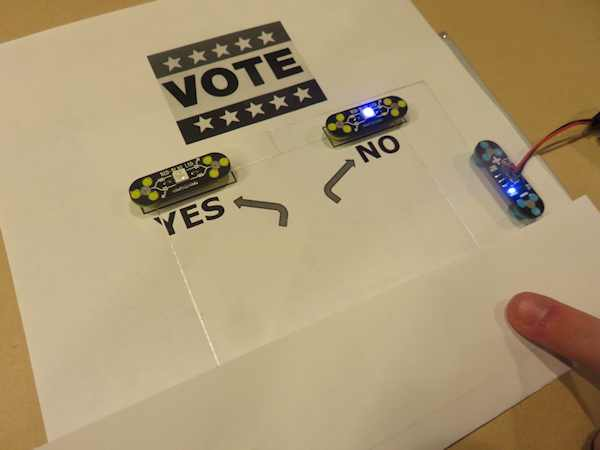 VOTE
NO
YES